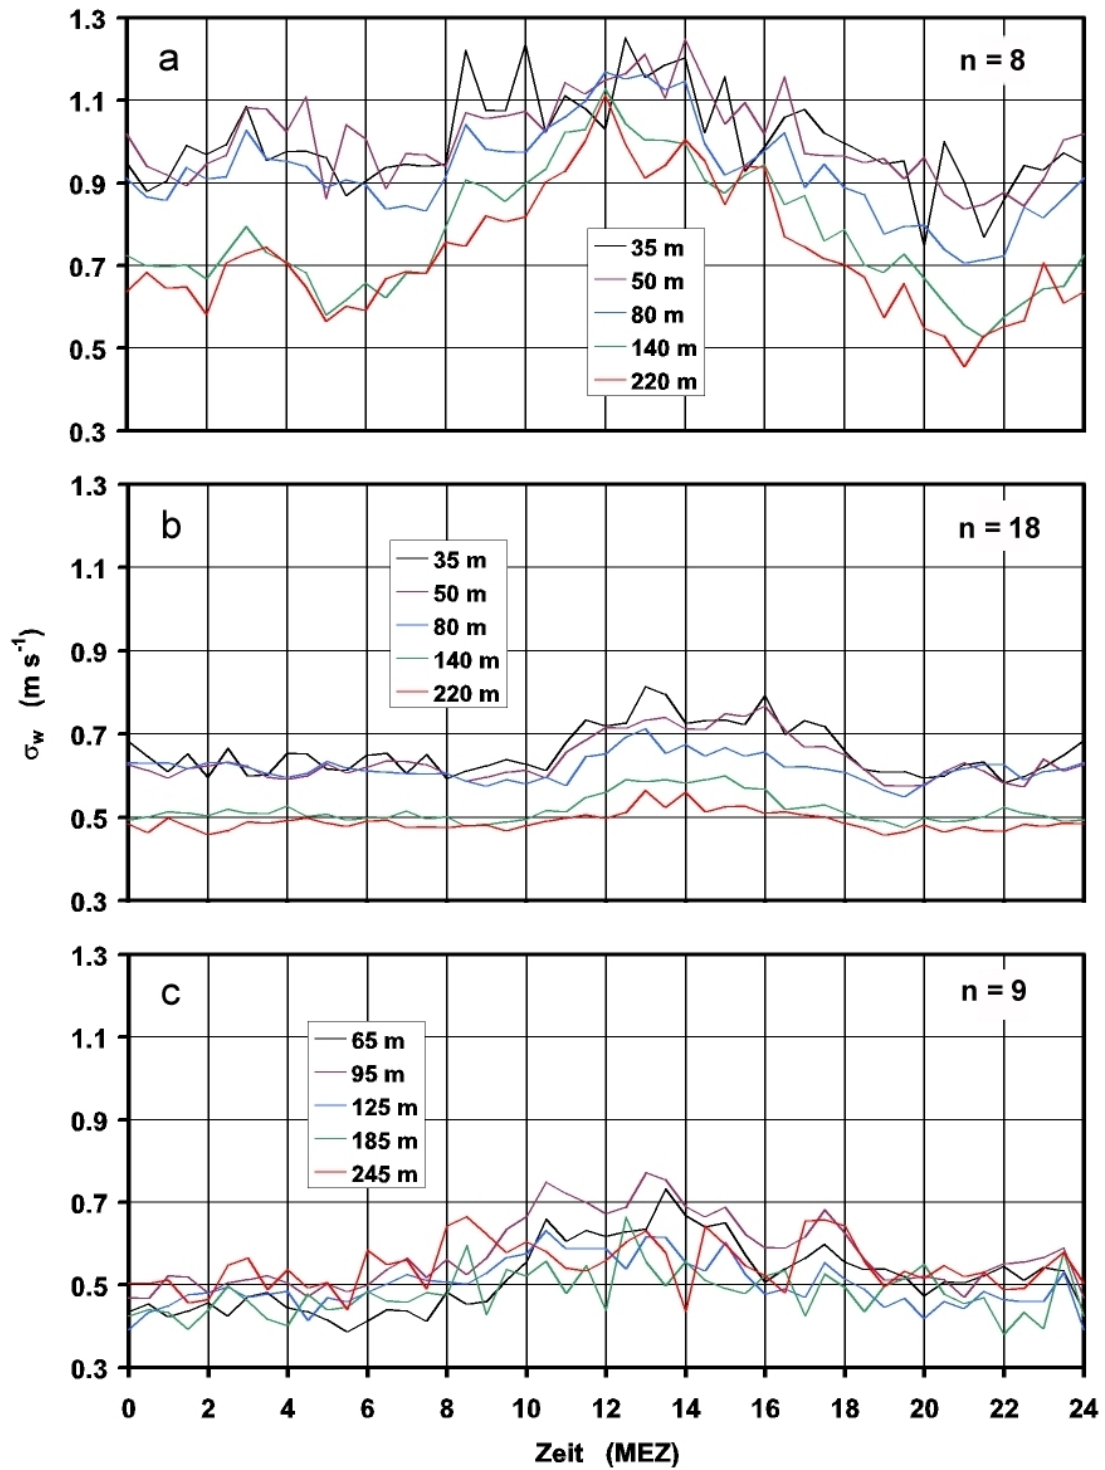 a
n = 8
1.3
1.1
0.9
0.7
0.5
0.3
35 m
50 m
80 m
140 m
220 m
b
n = 18
1.3
1.1
0.9
0.7
0.5
0.3
35 m
50 m
80 m
140 m
220 m
σw (m s-1)
c
n = 9
1.3
1.1
0.9
0.7
0.5
0.3
65 m
95 m
125 m
185 m
245 m
0 2 4 6 8 10 12 14 16 18 20 22 24
Zeit (MEZ)